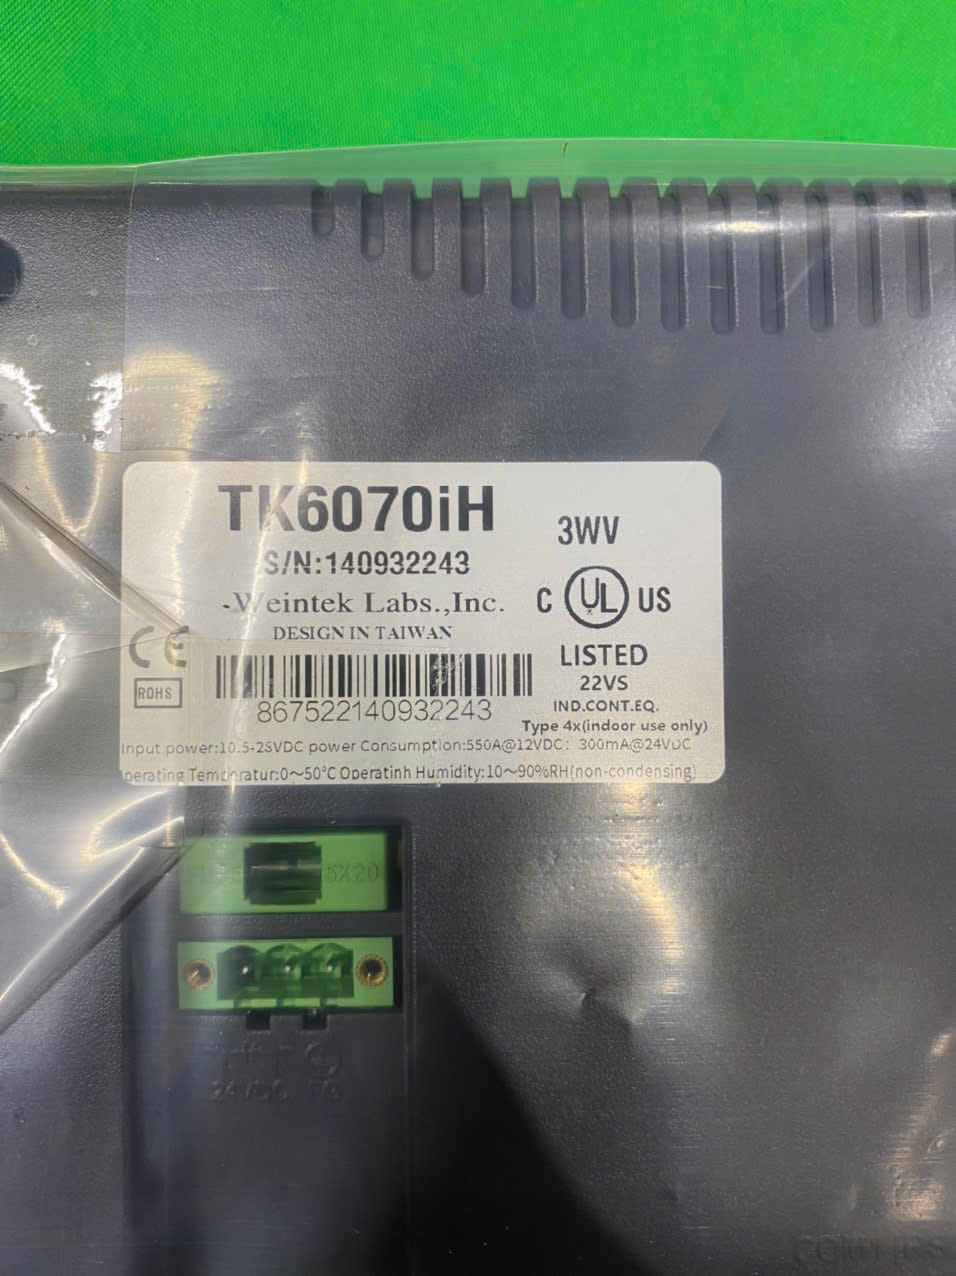 TK6070iH
3WV
S/N:140932243
Weintek Labs.,Inc.
C UL US
DESIGN IN TAIWAN
CE
LISTED
ROHS
22VS
867522140932243
IND.CONT.EQ.
Type 4x(indoor use only)
Input power:10.5-28VDC power Consumption:550A@12VDC: 300mA@24VDC
perating Temperatur:0~50°C Operatinh Humidity:10~90%RH(non-condensing)
5X20
24VDC FG